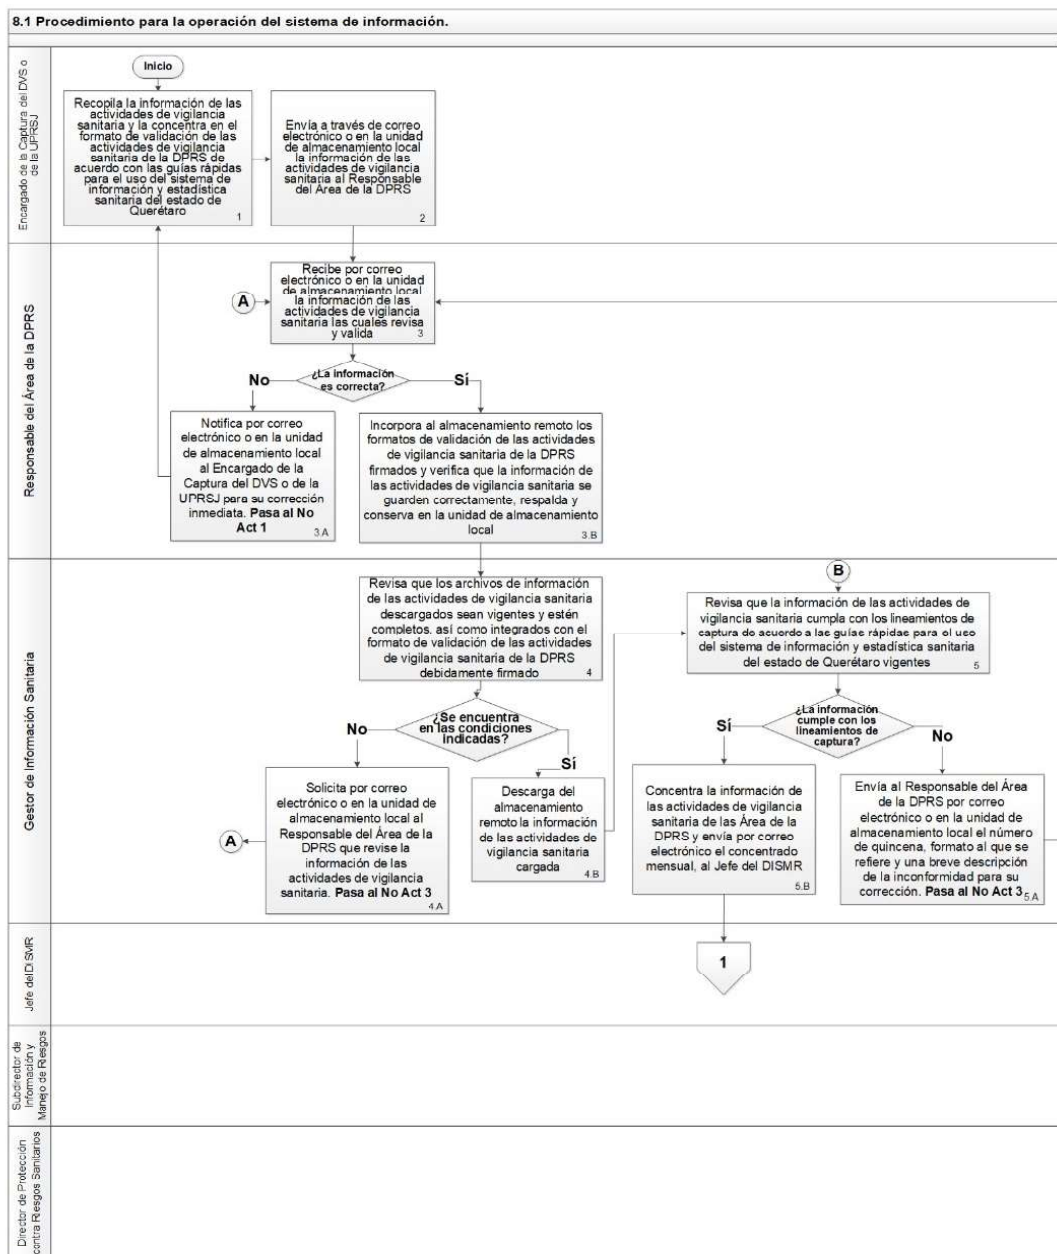 8.1 Procedimiento para la operación del sistema de información.
Encargado de la Captura del DVS o
de la UPRSJ
Inicio
Recopila la información de las
actividades de vigilancia
sanitaria y la concentra en el
formato de validación de las
actividades de vigilancia
sanitaria de la DPRS de
acuerdo con las guías rápidas
para el uso del sistema de
información y estadística
sanitaria del estado de
Querétaro
1
Envía a través de correo
electrónico o en la unidad
de almacenamiento local
la información de las
actividades de vigilancia
sanitaria al Responsable
del Área de la DPRS
2
Responsable del Área de la DPRS
A
Recibe por correo
electrónico o en la unidad
de almacenamiento local
la información de las
actividades de vigilancia
sanitaria las cuales revisa
y valida
3
¿La información
es correcta?
No
Sí
Notifica por correo
electrónico o en la unidad
de almacenamiento local
al Encargado de la
Captura del DVS o de la
UPRSJ para su corrección
inmediata. Pasa al No
Act 1
3.A
Incorpora al almacenamiento remoto los
formatos de validación de las actividades
de vigilancia sanitaria de la DPRS
firmados y verifica que la información de
las actividades de vigilancia sanitaria se
guarden correctamente, respalda y
conserva en la unidad de almacenamiento
local
3.B
Gestor de Información Sanitaria
Revisa que los archivos de información
de las actividades de vigilancia sanitaria
descargados sean vigentes y estén
completos, así como integrados con el
formato de validación de las actividades
de vigilancia sanitaria de la DPRS
debidamente firmado
4
¿Se encuentra
en las condiciones
indicadas?
No
Sí
Solicita por correo
electrónico o en la unidad de
almacenamiento local al
Responsable del Área de la
DPRS que revise la
información de las
actividades de vigilancia
sanitaria. Pasa al No Act 3
4.A
A
Descarga del
almacenamiento
remoto la información
de las actividades de
vigilancia sanitaria
cargada
4.B
B
Revisa que la información de las actividades de
vigilancia sanitaria cumpla con los lineamientos de
captura de acuerdo a las guías rápidas para el uso
del sistema de información y estadística sanitaria
del estado de Querétaro vigentes
5
¿La información
cumple con los
lineamientos de
captura?
Sí
No
Concentra la información de
las actividades de vigilancia
sanitaria de las Área de la
DPRS y envía por correo
electrónico el concentrado
mensual, al Jefe del DISMR
5.B
Envía al Responsable del Área
de la DPRS por correo
electrónico o en la unidad de
almacenamiento local el número
de quincena, formato al que se
refiere y una breve descripción
de la inconformidad para su
corrección. Pasa al No Act 3
5.A
Jefe del DISMR
1
Subdirector de
Información y
Manejo de Riesgos
Director de Protección
contra Riesgos Sanitarios